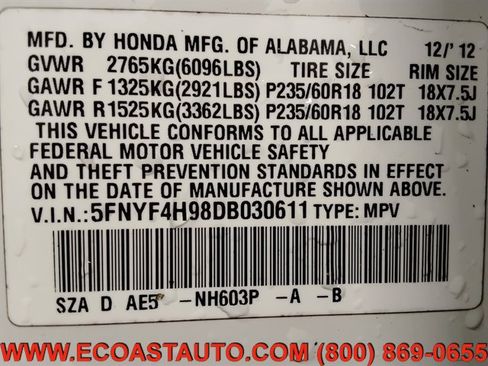 MFD. BY HONDA MFG. OF ALABAMA, LLC 12/'12
GVWR 2765KG(6096LBS) TIRE SIZE RIM SIZE
GAWR F 1325KG(2921LBS) P235/60R18 102T 18X7.5J
GAWR R 1525KG(3362LBS) P235/60R18 102T 18X7.5J
THIS VEHICLE CONFORMS TO ALL APPLICABLE
FEDERAL MOTOR VEHICLE SAFETY
AND THEFT PREVENTION STANDARDS IN EFFECT
ON THE DATE OF MANUFACTURE SHOWN ABOVE.
V.I.N.: 5FNYF4H98DB030611 TYPE: MPV
SZA D AE5 -NH603P -A -B
WWW.ECOASTAUTO.COM (800) 869-0655